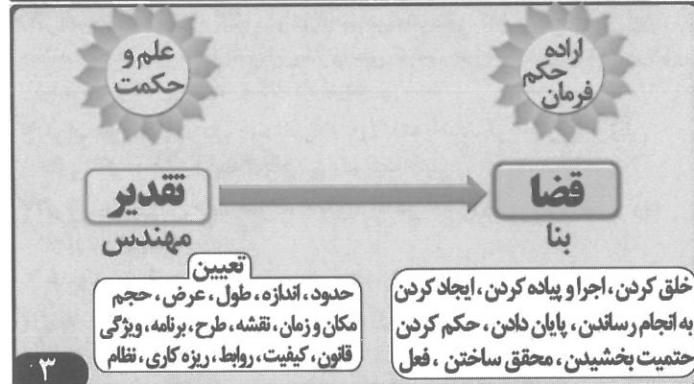 اراده
حکم
فرمان
علم و
حکمت
قضا
تقدیر
بنا
مهندس
خلق کردن، اجرا و پیاده کردن، ایجاد کردن
به انجام رساندن، پایان دادن، حکم کردن
حتمیت بخشیدن، محقق ساختن، فعل
تعیین
حدود، اندازه، طول، عرض، حجم
مکان و زمان، نقشه، طرح، برنامه، ویژگی
قانون، کیفیت، روابط، ریزه کاری، نظام
۳